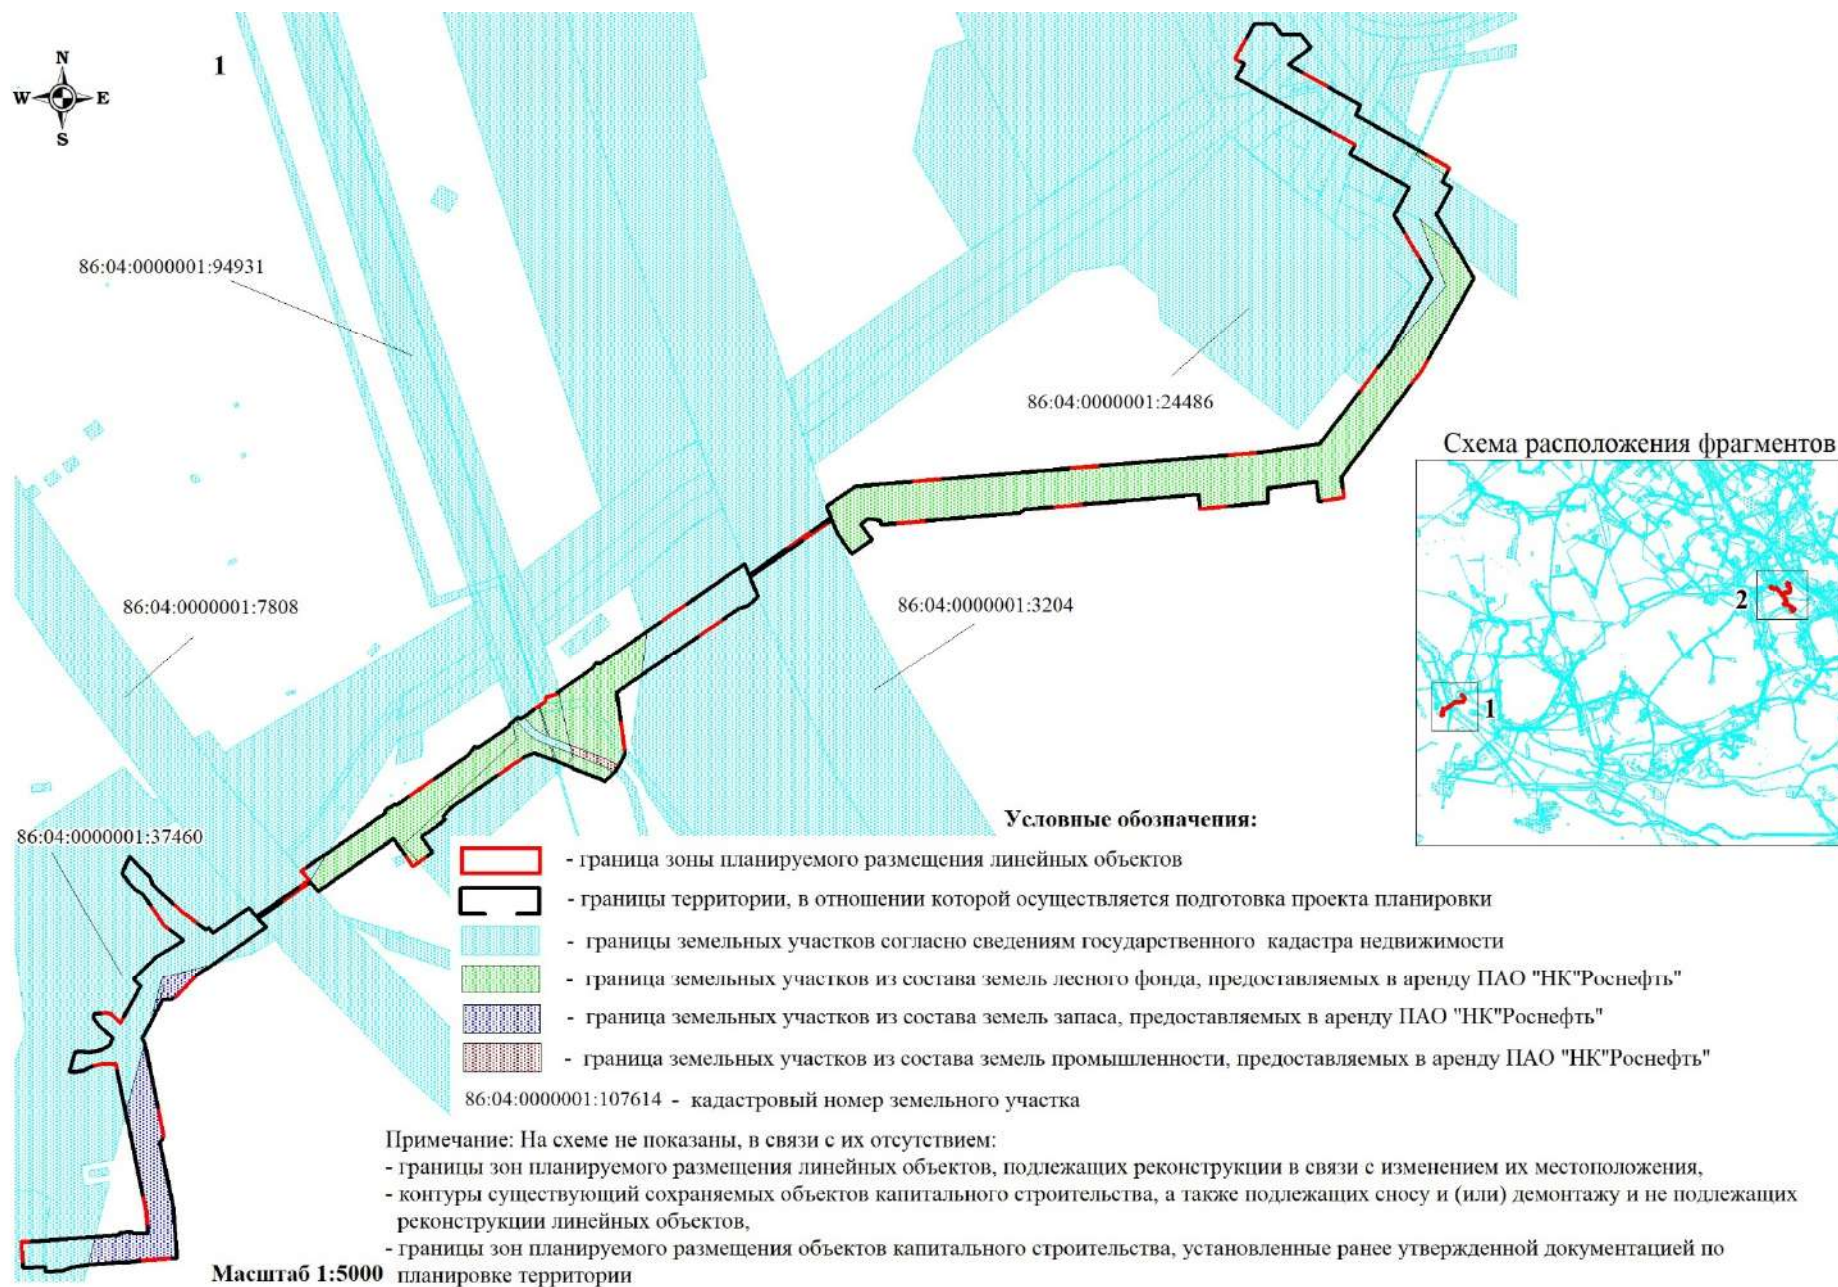 N
1
W E
S
86:04:0000001:94931
86:04:0000001:24486
Схема расположения фрагментов
86:04:0000001:7808
86:04:0000001:3204
2
1
86:04:0000001:37460
Условные обозначения:
- граница зоны планируемого размещения линейных объектов
- границы территории, в отношении которой осуществляется подготовка проекта планировки
- границы земельных участков согласно сведениям государственного кадастра недвижимости
- граница земельных участков из состава земель лесного фонда, предоставляемых в аренду ПАО "НК"Роснефть"
- граница земельных участков из состава земель запаса, предоставляемых в аренду ПАО "НК"Роснефть"
- граница земельных участков из состава земель промышленности, предоставляемых в аренду ПАО "НК"Роснефть"
86:04:0000001:107614 - кадастровый номер земельного участка
Примечание: На схеме не показаны, в связи с их отсутствием:
- границы зон планируемого размещения линейных объектов, подлежащих реконструкции в связи с изменением их местоположения,
- контуры существующий сохраняемых объектов капитального строительства, а также подлежащих сносу и (или) демонтажу и не подлежащих
реконструкции линейных объектов,
- границы зон планируемого размещения объектов капитального строительства, установленные ранее утвержденной документацией по
планировке территории
Масштаб 1:5000